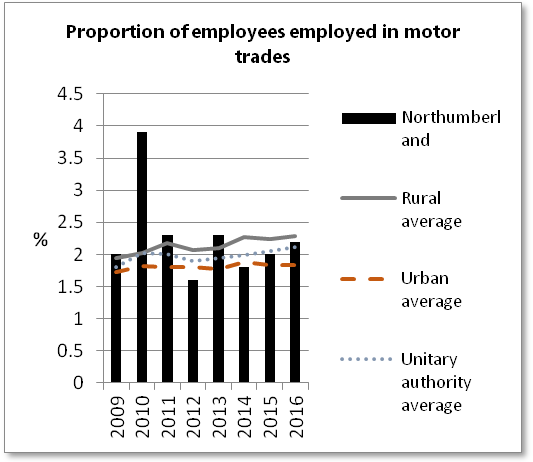 Proportion of employees employed in motor
trades
4.5
4
3.5
3
2.5
2
1.5
1
0.5
0
%
2009
2010
2011
2012
2013
2014
2015
2016
Northumberl
and
Rural
average
Urban
average
Unitary
authority
average